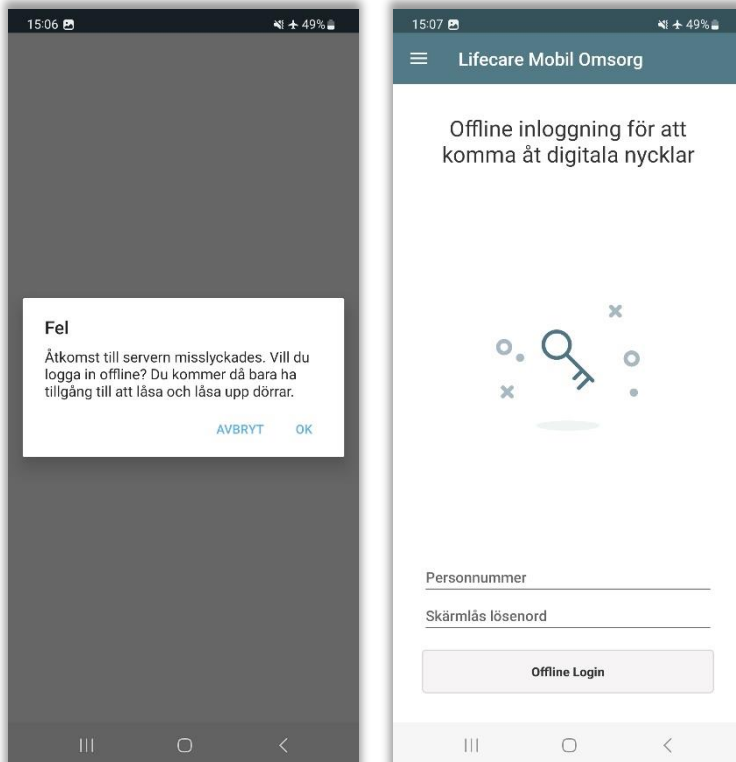 15:06
49%
Fel
Åtkomst till servern misslyckades. Vill du
logga in offline? Du kommer då bara ha
tillgång till att låsa och låsa upp dörrar.
AVBRYT OK
15:07
49%
Lifecare Mobil Omsorg
Offline inloggning för att
komma åt digitala nycklar
Personnummer
Skärmlås lösenord
Offline Login